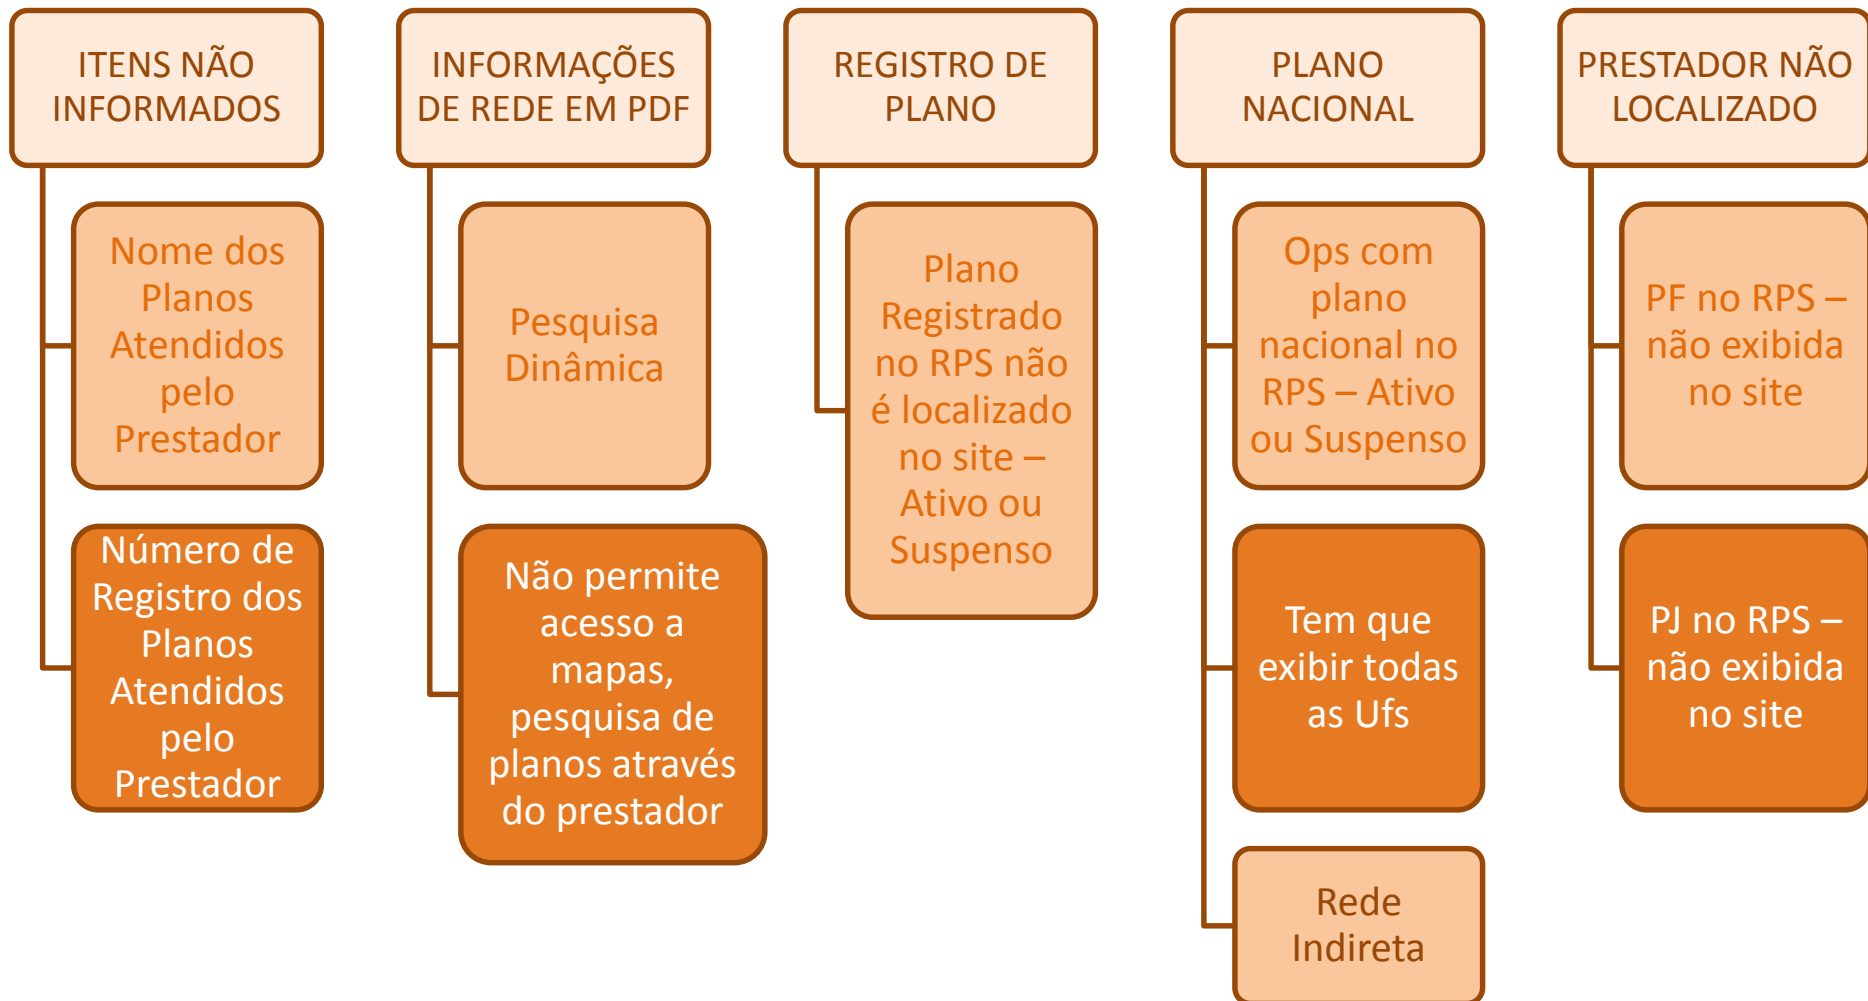 ITENS NÃO
INFORMADOS
Nome dos
Planos
Atendidos
pelo
Prestador
Número de
Registro dos
Planos
Atendidos
pelo
Prestador
INFORMAÇÕES
DE REDE EM PDF
Pesquisa
Dinâmica
Não permite
acesso a
mapas,
pesquisa de
planos através
do prestador
REGISTRO DE
PLANO
Plano
Registrado
no RPS não
é localizado
no site –
Ativo ou
Suspenso
PLANO
NACIONAL
Ops com
plano
nacional no
RPS – Ativo
ou Suspenso
Tem que
exibir todas
as Ufs
Rede
Indireta
PRESTADOR NÃO
LOCALIZADO
PF no RPS –
não exibida
no site
PJ no RPS –
não exibida
no site